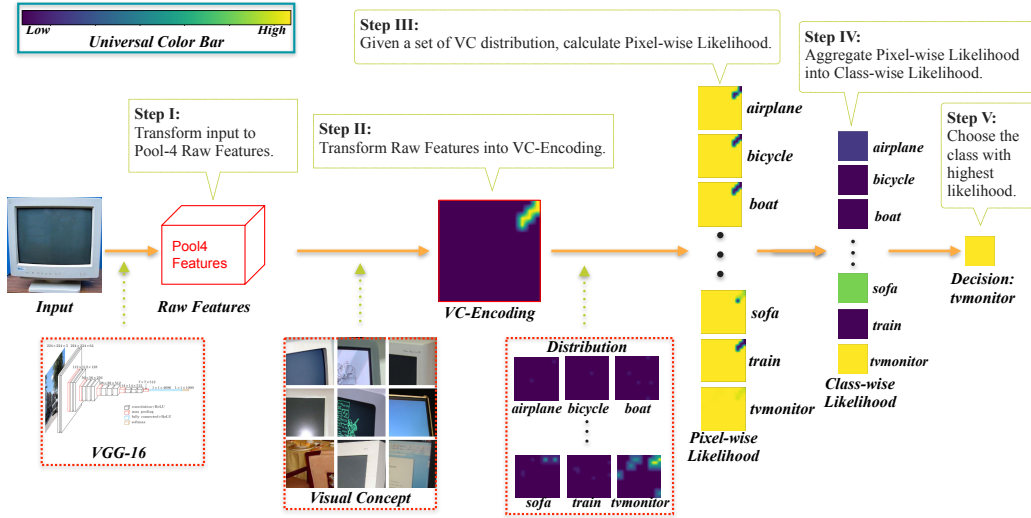 Low High
Universal Color Bar
Step I:
Transform input to
Pool-4 Raw Features.
Step II:
Transform Raw Features into VC-Encoding.
Step III:
Given a set of VC distribution, calculate Pixel-wise Likelihood.
Step IV:
Aggregate Pixel-wise Likelihood
into Class-wise Likelihood.
Step V:
Choose the
class with
highest
likelihood.
Input
Pool4
Features
Raw Features
VC-Encoding
airplane
bicycle
boat
sofa
train
tvmonitor
Pixel-wise
Likelihood
airplane
bicycle
boat
sofa
train
tvmonitor
Class-wise
Likelihood
Decision:
tvmonitor
VGG-16
Visual Concept
Distribution
airplane bicycle boat
sofa train tvmonitor